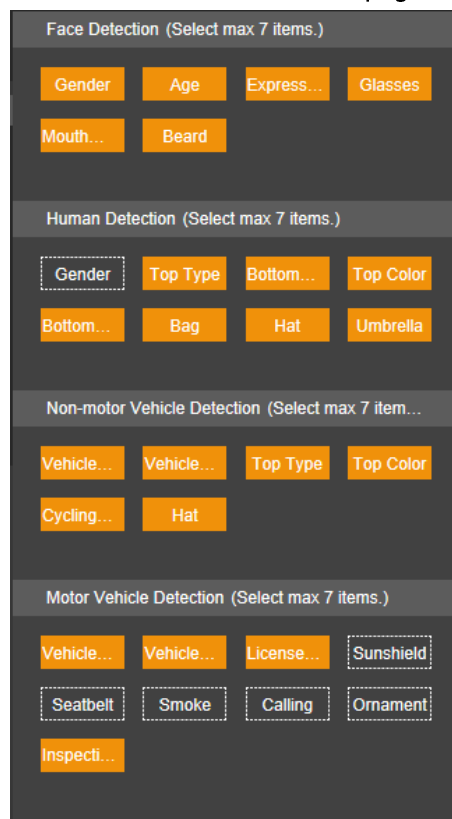 Face Detection (Select max 7 items.)
Gender Age Express... Glasses
Mouth... Beard
Human Detection (Select max 7 items.)
Gender Top Type Bottom... Top Color
Bottom... Bag Hat Umbrella
Non-motor Vehicle Detection (Select max 7 item...
Vehicle... Vehicle... Top Type Top Color
Cycling... Hat
Motor Vehicle Detection (Select max 7 items.)
Vehicle... Vehicle... License... Sunshield
Seatbelt Smoke Calling Ornament
Inspecti...